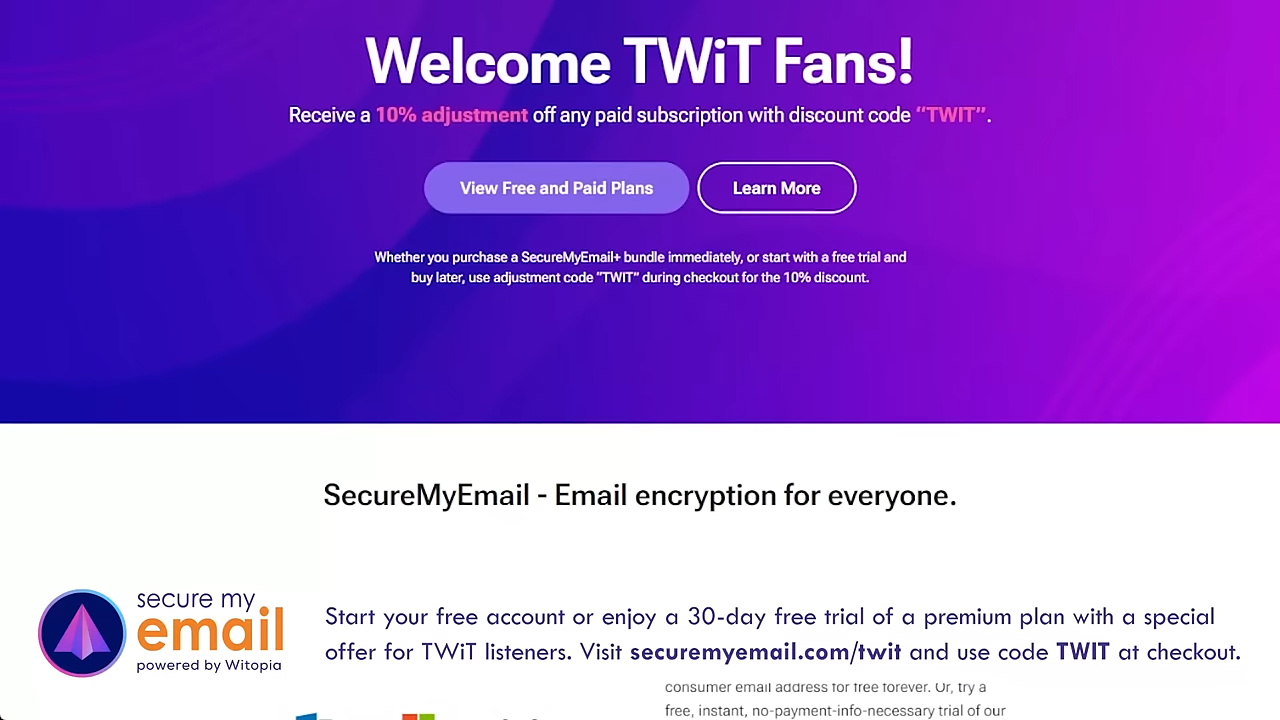 Welcome TWiT Fans!
Receive a 10% adjustment off any paid subscription with discount code “TWIT”.
View Free and Paid Plans
Learn More
Whether you purchase a SecureMyEmail+ bundle immediately, or start with a free trial and
buy later, use adjustment code “TWIT” during checkout for the 10% discount.
SecureMyEmail - Email encryption for everyone.
secure my
email
powered by Witopia
Start your free account or enjoy a 30-day free trial of a premium plan with a special
offer for TWiT listeners. Visit securemyemail.com/twit and use code TWIT at checkout.
consumer email address for free forever. Or, try a
free, instant, no-payment-info-necessary trial of our